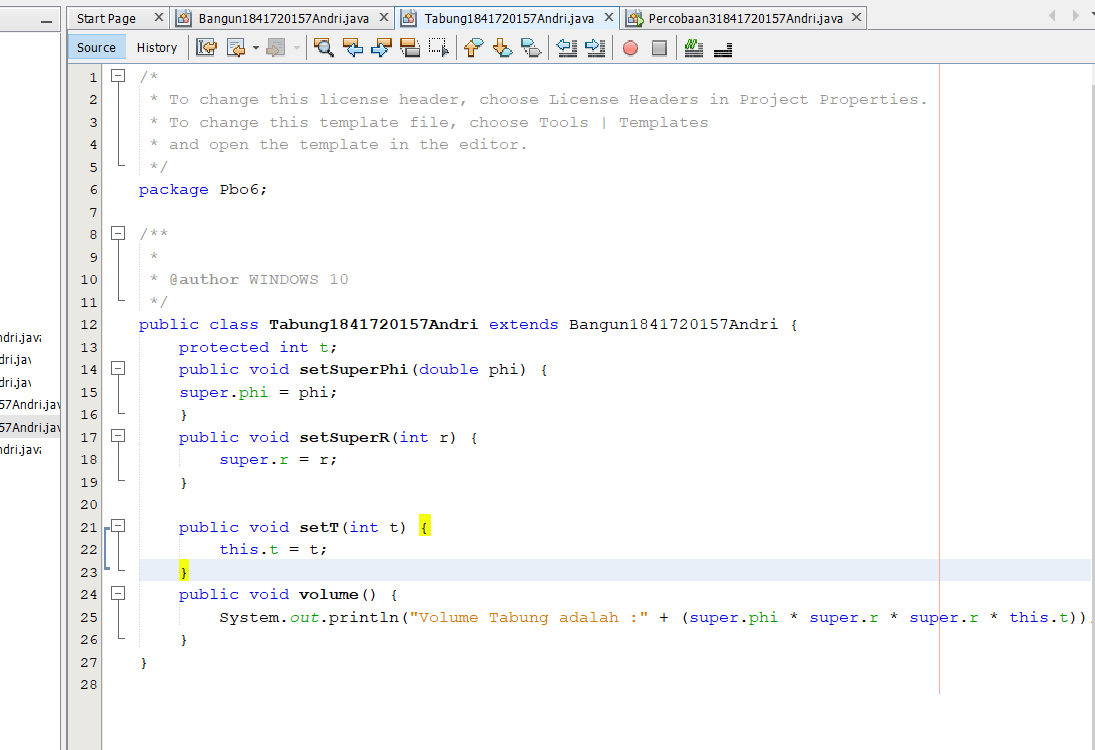 Start Page Bangun1841720157Andri.java Tabung1841720157Andri.java Percobaan31841720157Andri.java
Source History
1 /*
2 * To change this license header, choose License Headers in Project Properties.
3 * To change this template file, choose Tools | Templates
4 * and open the template in the editor.
5 */
6 package Pbo6;
7
8 /**
9 *
10 * @author WINDOWS 10
11 */
12 public class Tabung1841720157Andri extends Bangun1841720157Andri {
13 protected int t;
14 public void setSuperPhi(double phi) {
15 super.phi = phi;
16 }
17 public void setSuperR(int r) {
18 super.r = r;
19 }
20
21 public void setT(int t) {
22 this.t = t;
23 }
24 public void volume() {
25 System.out.println("Volume Tabung adalah :" + (super.phi * super.r * super.r * this.t))
26 }
27 }
28
ndri.java
dri.jav
dri.jav
57Andri.jav
57Andri.jav
ndri.java